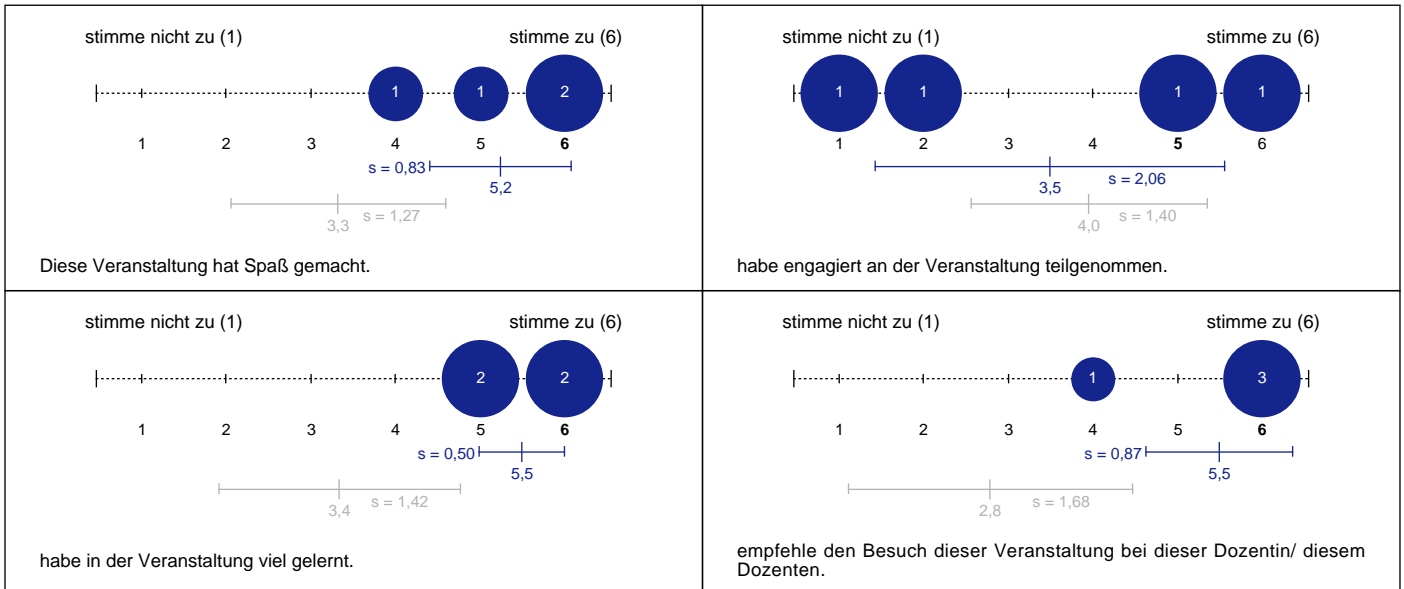 stimme nicht zu (1) stimme zu (6)
1 1 2
1 2 3 4 5 6
s = 0,83
5,2
s = 1,27
3,3
Diese Veranstaltung hat Spaß gemacht.
stimme nicht zu (1) stimme zu (6)
1 1 1 1
1 2 3 4 5 6
s = 2,06
3,5
s = 1,40
4,0
habe engagiert an der Veranstaltung teilgenommen.
stimme nicht zu (1) stimme zu (6)
2 2
1 2 3 4 5 6
s = 0,50
5,5
s = 1,42
3,4
habe in der Veranstaltung viel gelernt.
stimme nicht zu (1) stimme zu (6)
1 3
1 2 3 4 5 6
s = 0,87
5,5
s = 1,68
2,8
empfehle den Besuch dieser Veranstaltung bei dieser Dozentin/ diesem
Dozenten.